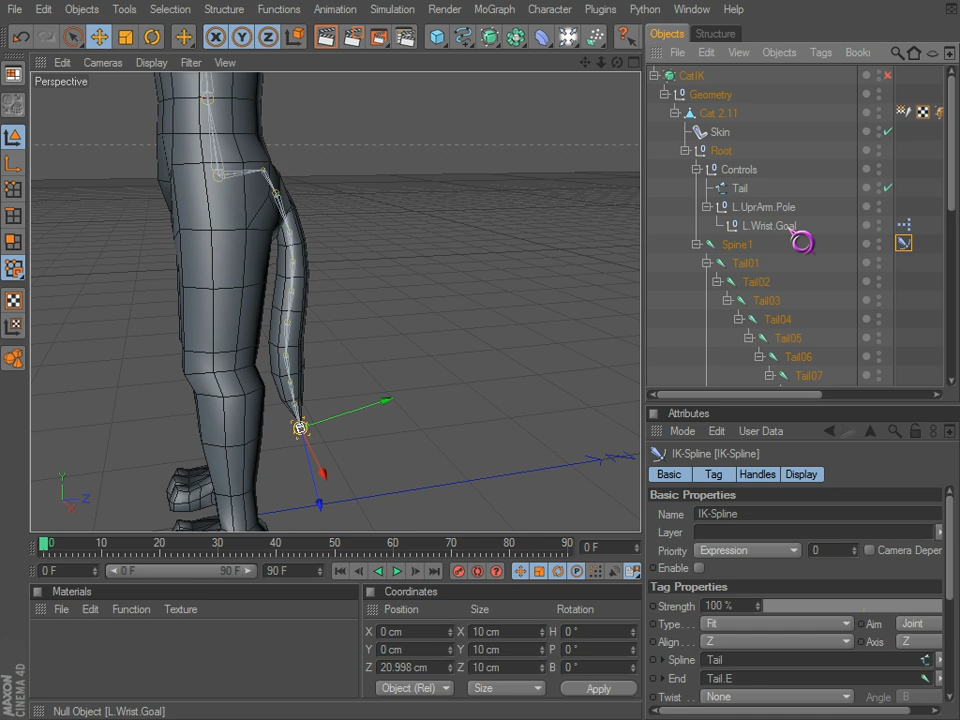 File Edit Objects Tools Selection Structure Functions Animation Simulation Render MoGraph Character Plugins Python Window Help
X Y Z
Objects Structure
Edit Cameras Display Filter View
File Edit View Objects Tags Bookı
Perspective
CatIK
Geometry
Cat 2.11
Skin
Root
Controls
Tail
L.UprArm.Pole
L.Wrist.Goal
Spine1
Tail01
Tail02
Tail03
Tail04
Tail05
Tail06
Tail07
Attributes
Mode Edit User Data
IK-Spline [IK-Spline]
Basic Tag Handles Display
Basic Properties
Name IK-Spline
Layer
Priority Expression 0 Camera Deper
Enable
Tag Properties
Strength 100 %
Type . . . Fit Aim Joint
Align. . . Z Axis Z
Spline Tail
End Tail.E
Twist . . None Angle B
Y Z X
0 10 20 30 40 50 60 70 80 90 0 F
0 F 0 F 90 F 90 F
Materials
File Edit Function Texture
Coordinates
Position Size Rotation
X 0 cm X 10 cm H 0 °
Y 0 cm Y 10 cm P 0 °
Z 20.998 cm Z 10 cm B 0 °
Object (Rel) Size Apply
MAXON
CINEMA 4D
Null Object [L.Wrist.Goal]